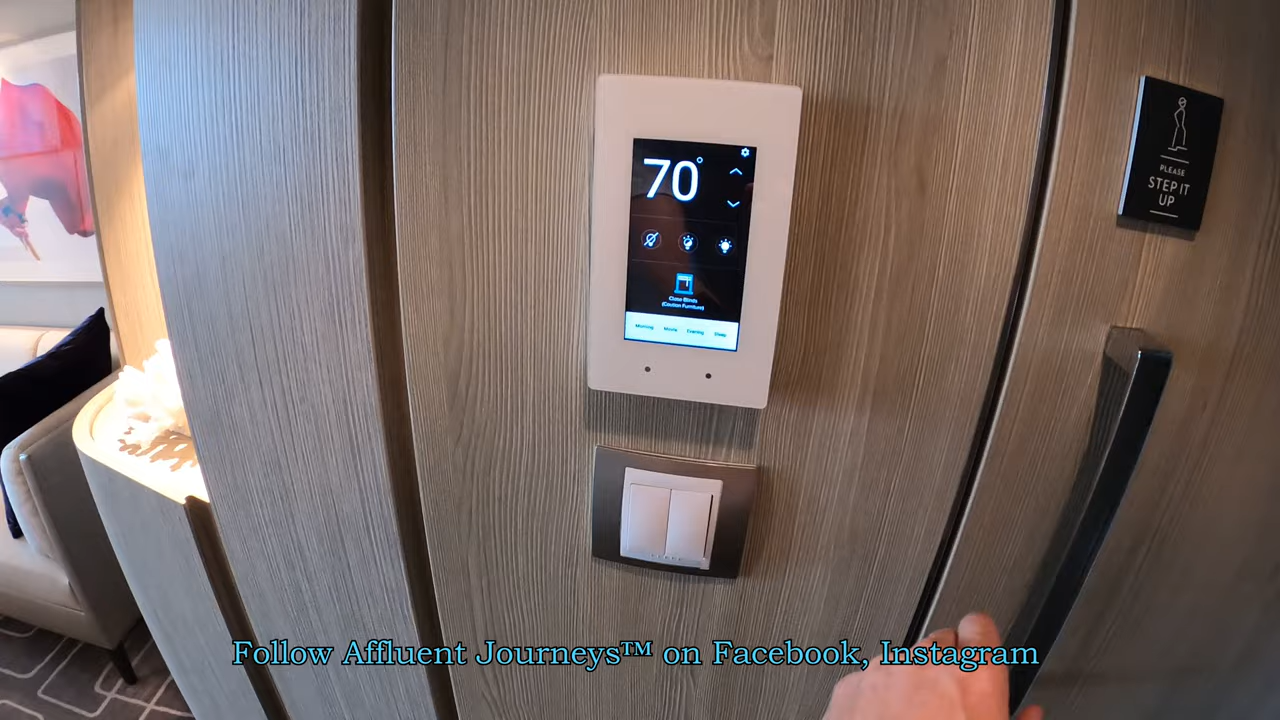 70°
Close Blinds
(Caution Furniture)
Morning Movie Evening Sleep
PLEASE
STEP IT
UP
Follow Affluent Journeys™ on Facebook, Instagram